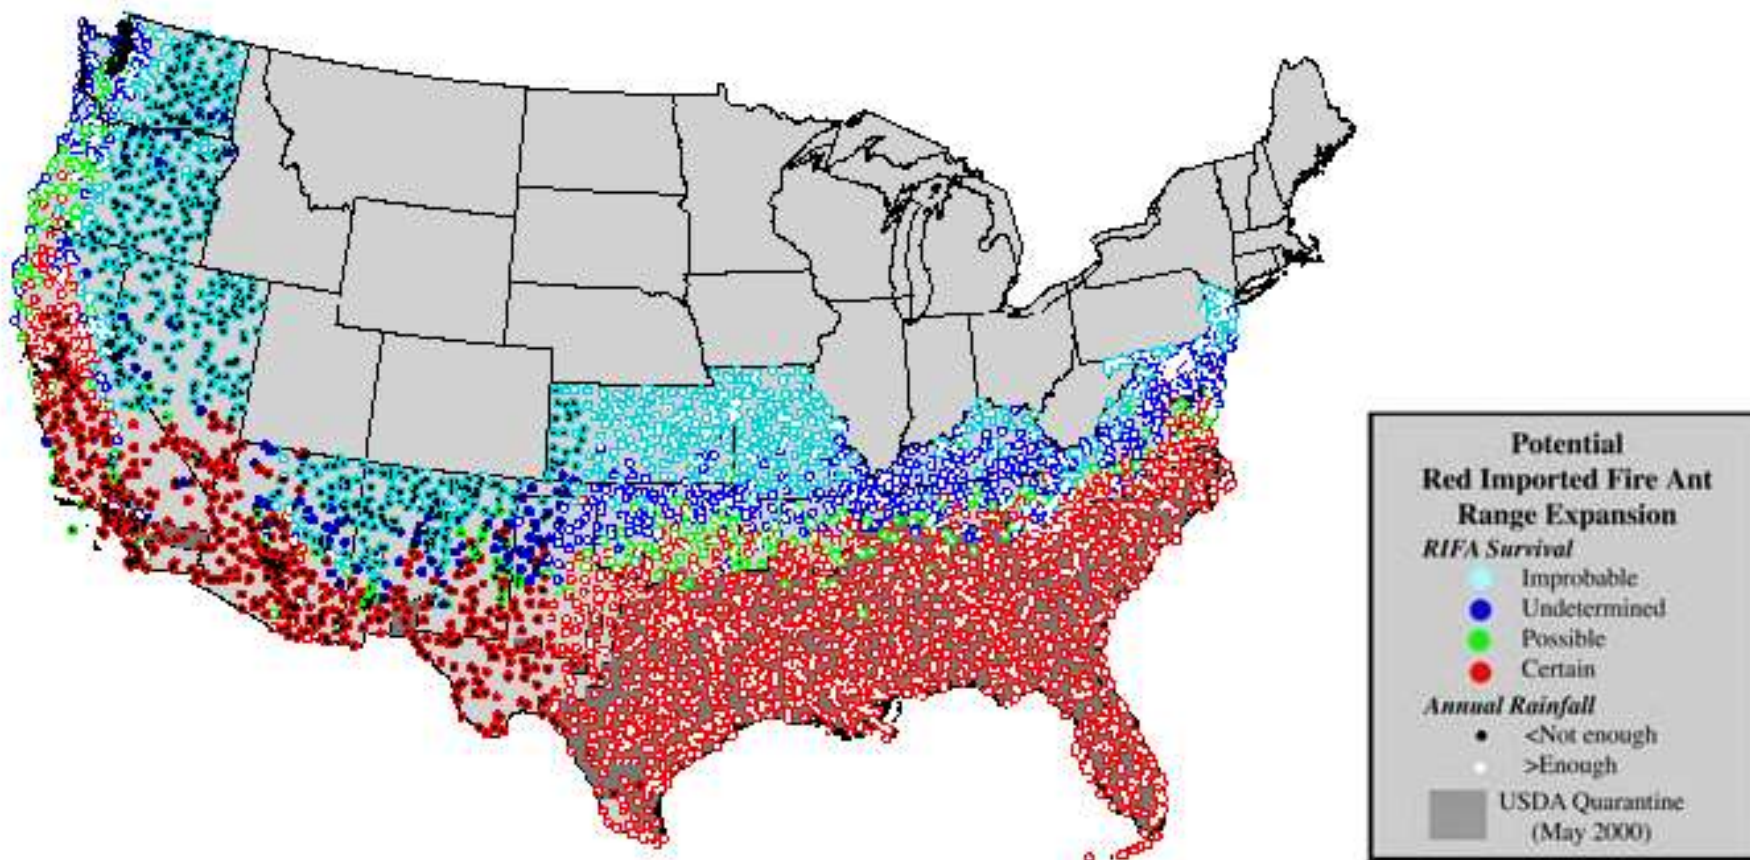 Potential
Red Imported Fire Ant
Range Expansion
RIFA Survival
Improbable
Undetermined
Possible
Certain
Annual Rainfall
<Not enough
>Enough
USDA Quarantine
(May 2000)